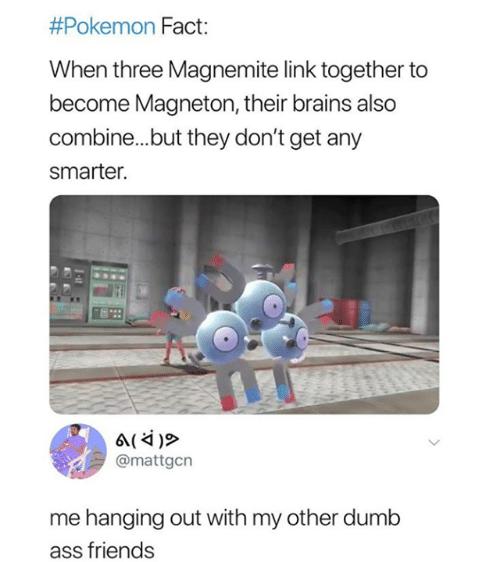 #Pokemon Fact:
When three Magnemite link together to
become Magneton, their brains also
combine...but they don't get any
smarter.
@mattgcn
me hanging out with my other dumb
ass friends